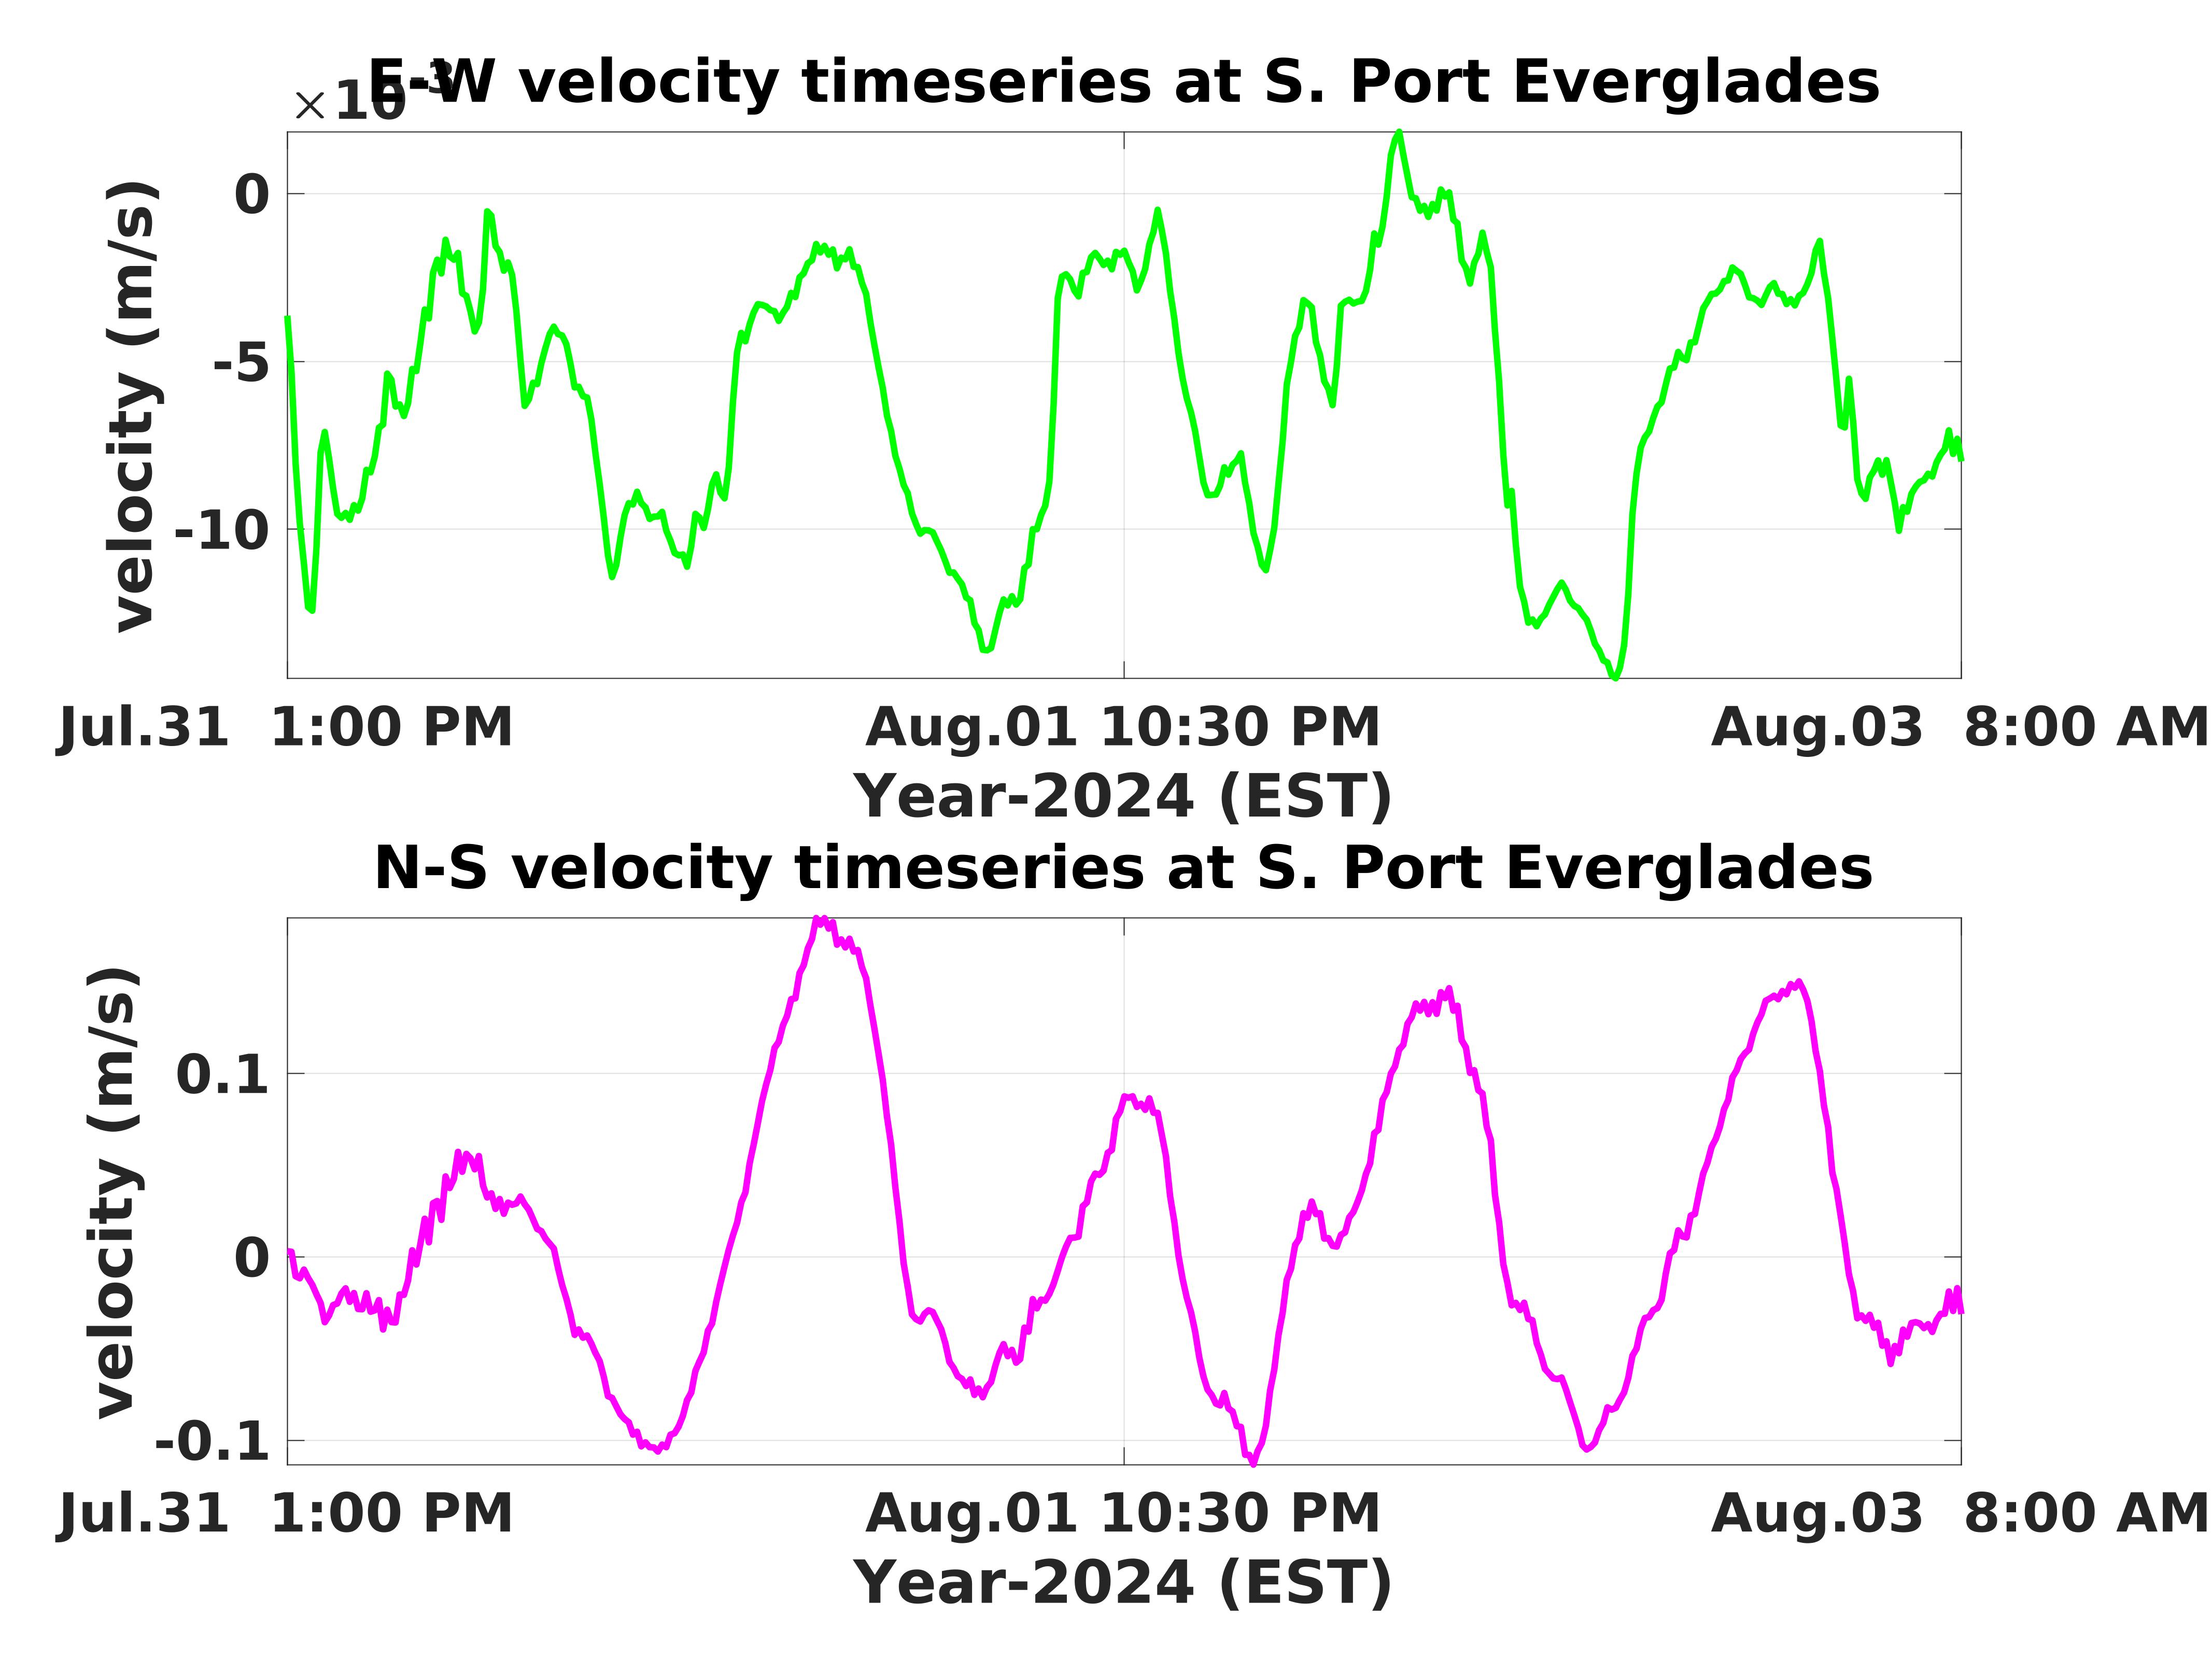 ×10-3
E-W velocity timeseries at S. Port Everglades
velocity (m/s)
0
-5
-10
Jul.31 1:00 PM Aug.01 10:30 PM Aug.03 8:00 AM
Year-2024 (EST)
N-S velocity timeseries at S. Port Everglades
velocity (m/s)
0.1
0
-0.1
Jul.31 1:00 PM Aug.01 10:30 PM Aug.03 8:00 AM
Year-2024 (EST)